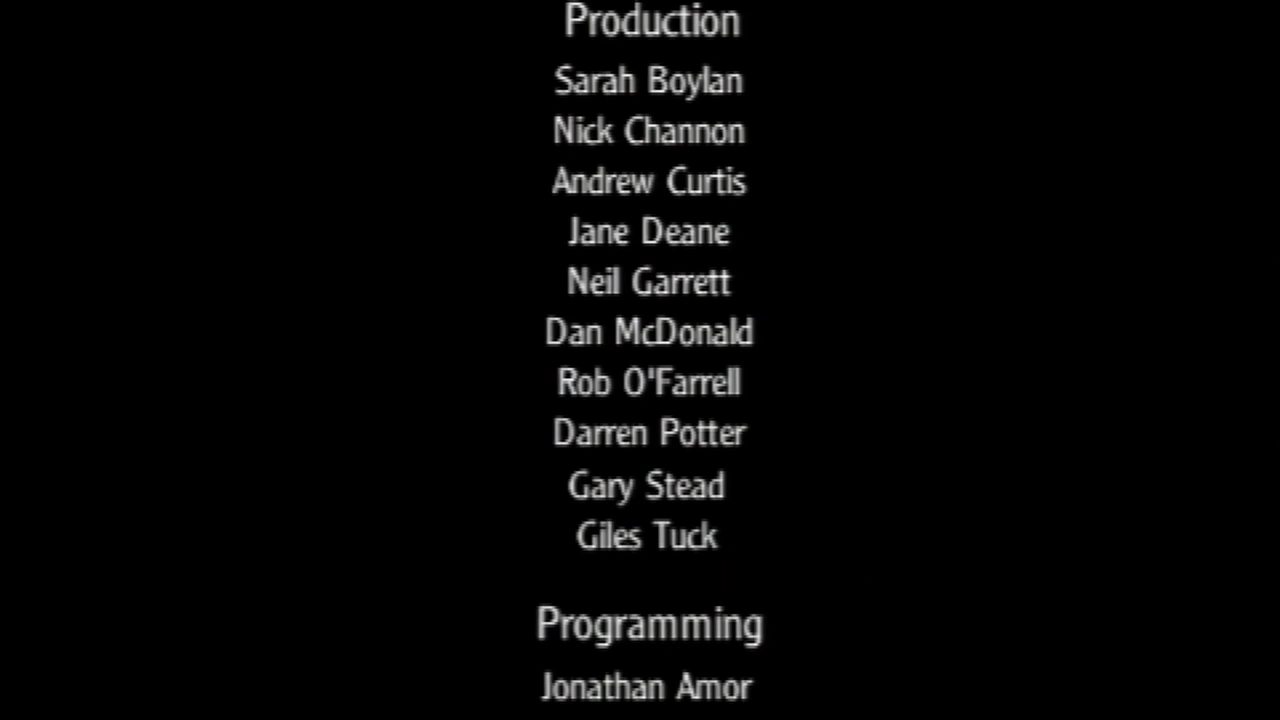 Production
Sarah Boylan
Nick Channon
Andrew Curtis
Jane Deane
Neil Garrett
Dan McDonald
Rob O'Farrell
Darren Potter
Gary Stead
Giles Tuck
Programming
Jonathan Amor